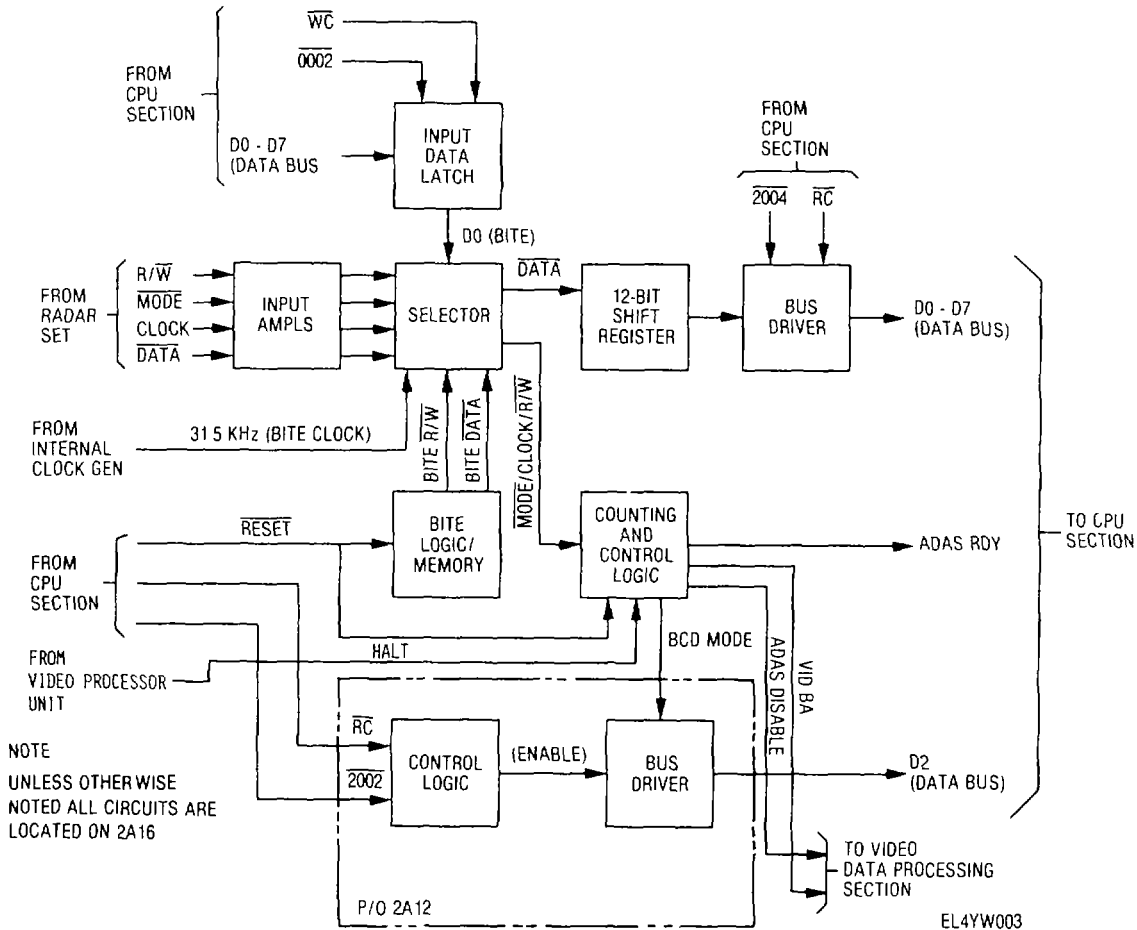 WC
0002
FROM
CPU
SECTION
D0 - D7
(DATA BUS
INPUT
DATA
LATCH
FROM
CPU
SECTION
2004
RC
D0 (BITE)
FROM
RADAR
SET
R/W
MODE
CLOCK
DATA
INPUT
AMPLS
SELECTOR
DATA
12-BIT
SHIFT
REGISTER
BUS
DRIVER
D0 - D7
(DATA BUS)
FROM
INTERNAL
CLOCK GEN
31 5 KHz (BITE CLOCK)
BITE R/W
BITE DATA
MODE/CLOCK/R/W
RESET
BITE
LOGIC/
MEMORY
COUNTING
AND
CONTROL
LOGIC
ADAS RDY
TO CPU
SECTION
FROM
CPU
SECTION
HALT
BCD MODE
ADAS DISABLE
VID BA
FROM
VIDEO PROCESSOR
UNIT
RC
2002
CONTROL
LOGIC
(ENABLE)
BUS
DRIVER
D2
(DATA BUS)
NOTE
UNLESS OTHERWISE
NOTED ALL CIRCUITS ARE
LOCATED ON 2A16
P/O 2A12
TO VIDEO
DATA PROCESSING
SECTION
EL4YW003